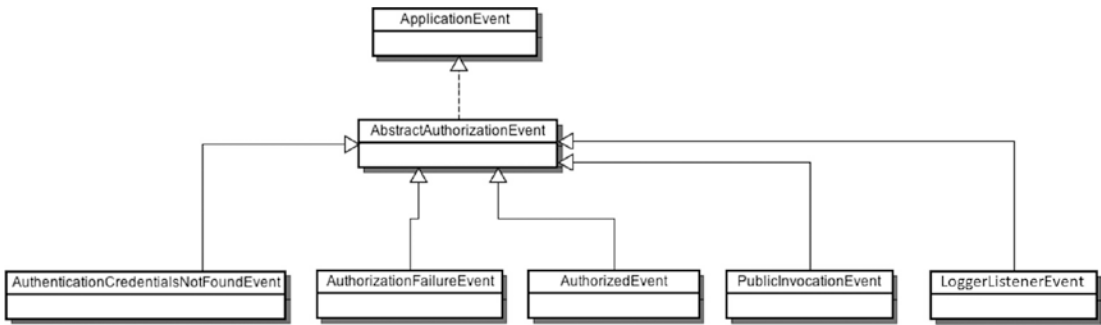 ApplicationEvent
AbstractAuthorizationEvent
AuthenticationCredentialsNotFoundEvent
AuthorizationFailureEvent
AuthorizedEvent
PublicInvocationEvent
LoggerListenerEvent